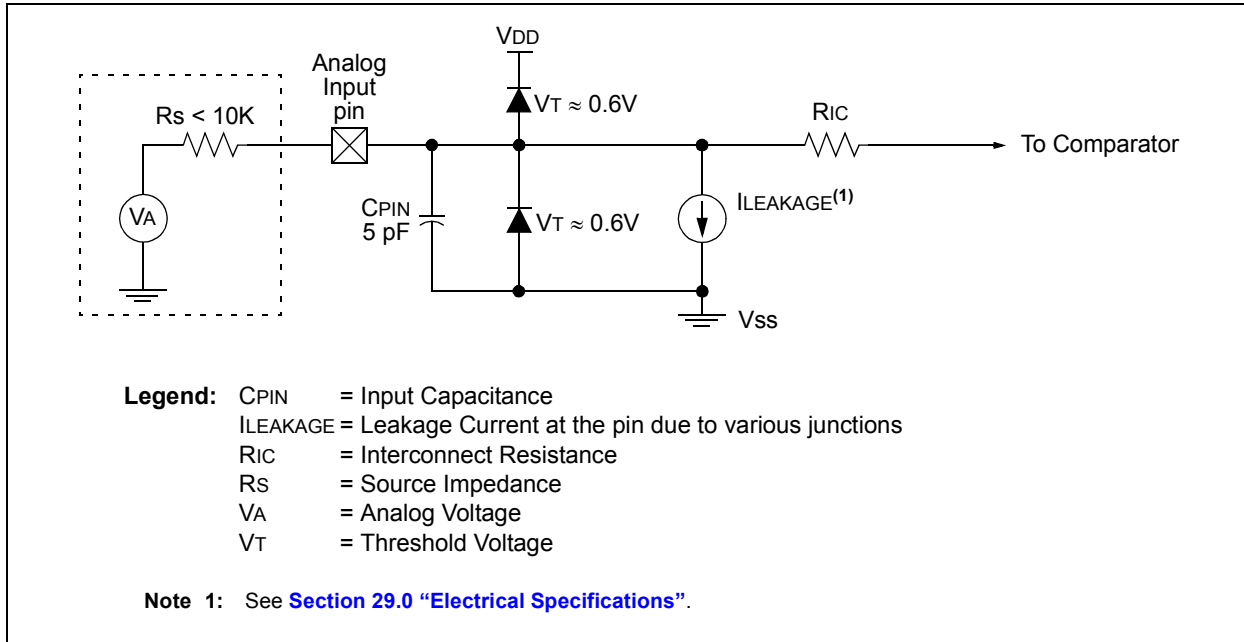 VDD
Analog
Input
pin
Rs < 10K
VT ≈ 0.6V
RIC
To Comparator
VA
CPIN
5 pF
VT ≈ 0.6V
ILEAKAGE(1)
Vss
Legend: CPIN = Input Capacitance
ILEAKAGE = Leakage Current at the pin due to various junctions
RIC = Interconnect Resistance
RS = Source Impedance
VA = Analog Voltage
VT = Threshold Voltage
Note 1: See Section 29.0 “Electrical Specifications”.